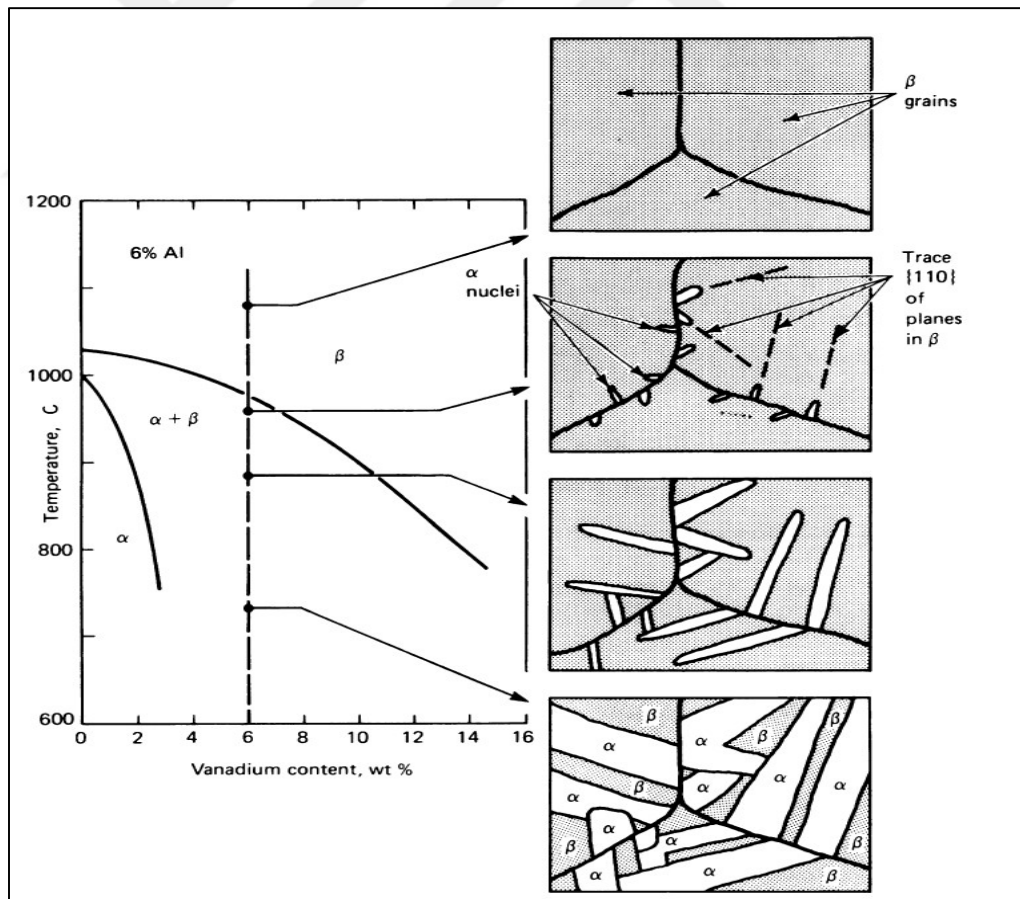 β
grains
1200
6% Al
α
nuclei
Trace
{110}
of
planes
in β
β
1000
α + β
Temperature, C
800
α
600
0 2 4 6 8 10 12 14 16
Vanadium content, wt %
β
α
β
α
α
β
α
α
β
α
α
β
α
β
α
β
β